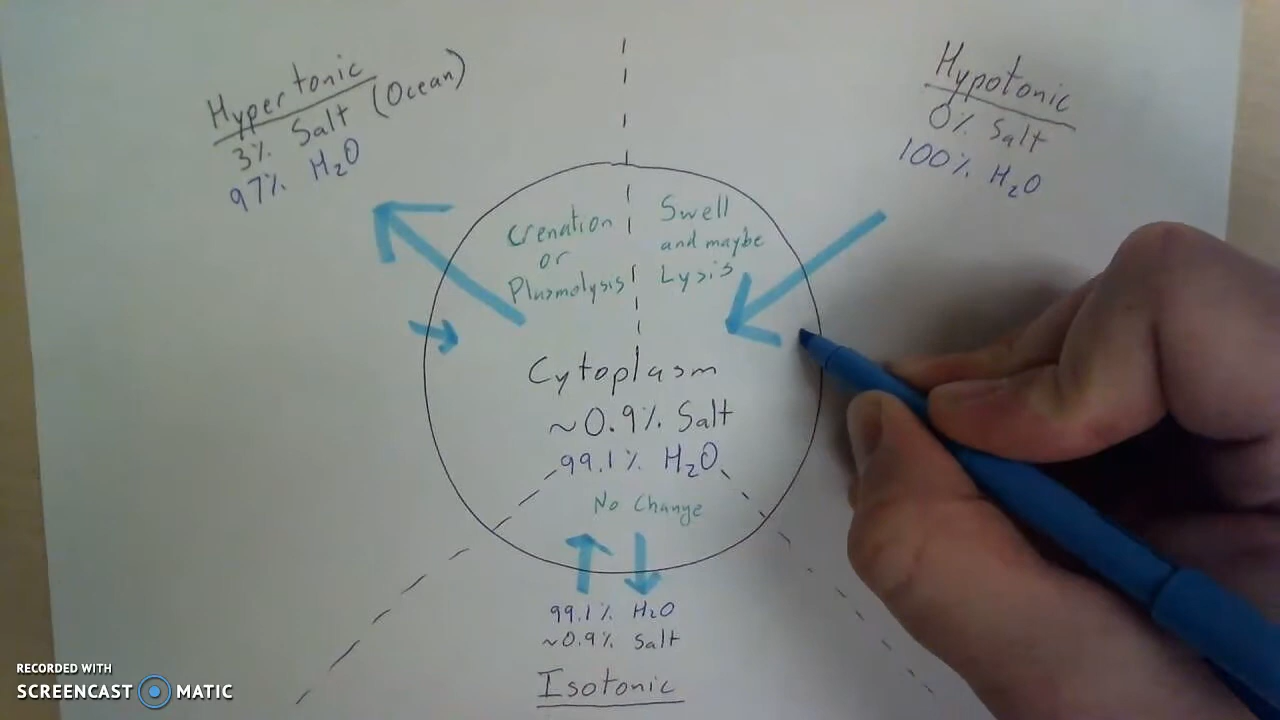 Hypertonic
3% Salt (Ocean)
97% H₂O
Hypotonic
0% Salt
100% H₂O
Crenation
or
Plasmolysis
Swell
and maybe
Lysis
Cytoplasm
~0.9% Salt
99.1% H₂O
No Change
99.1% H₂O
~0.9% Salt
Isotonic
RECORDED WITH
SCREENCAST MATIC